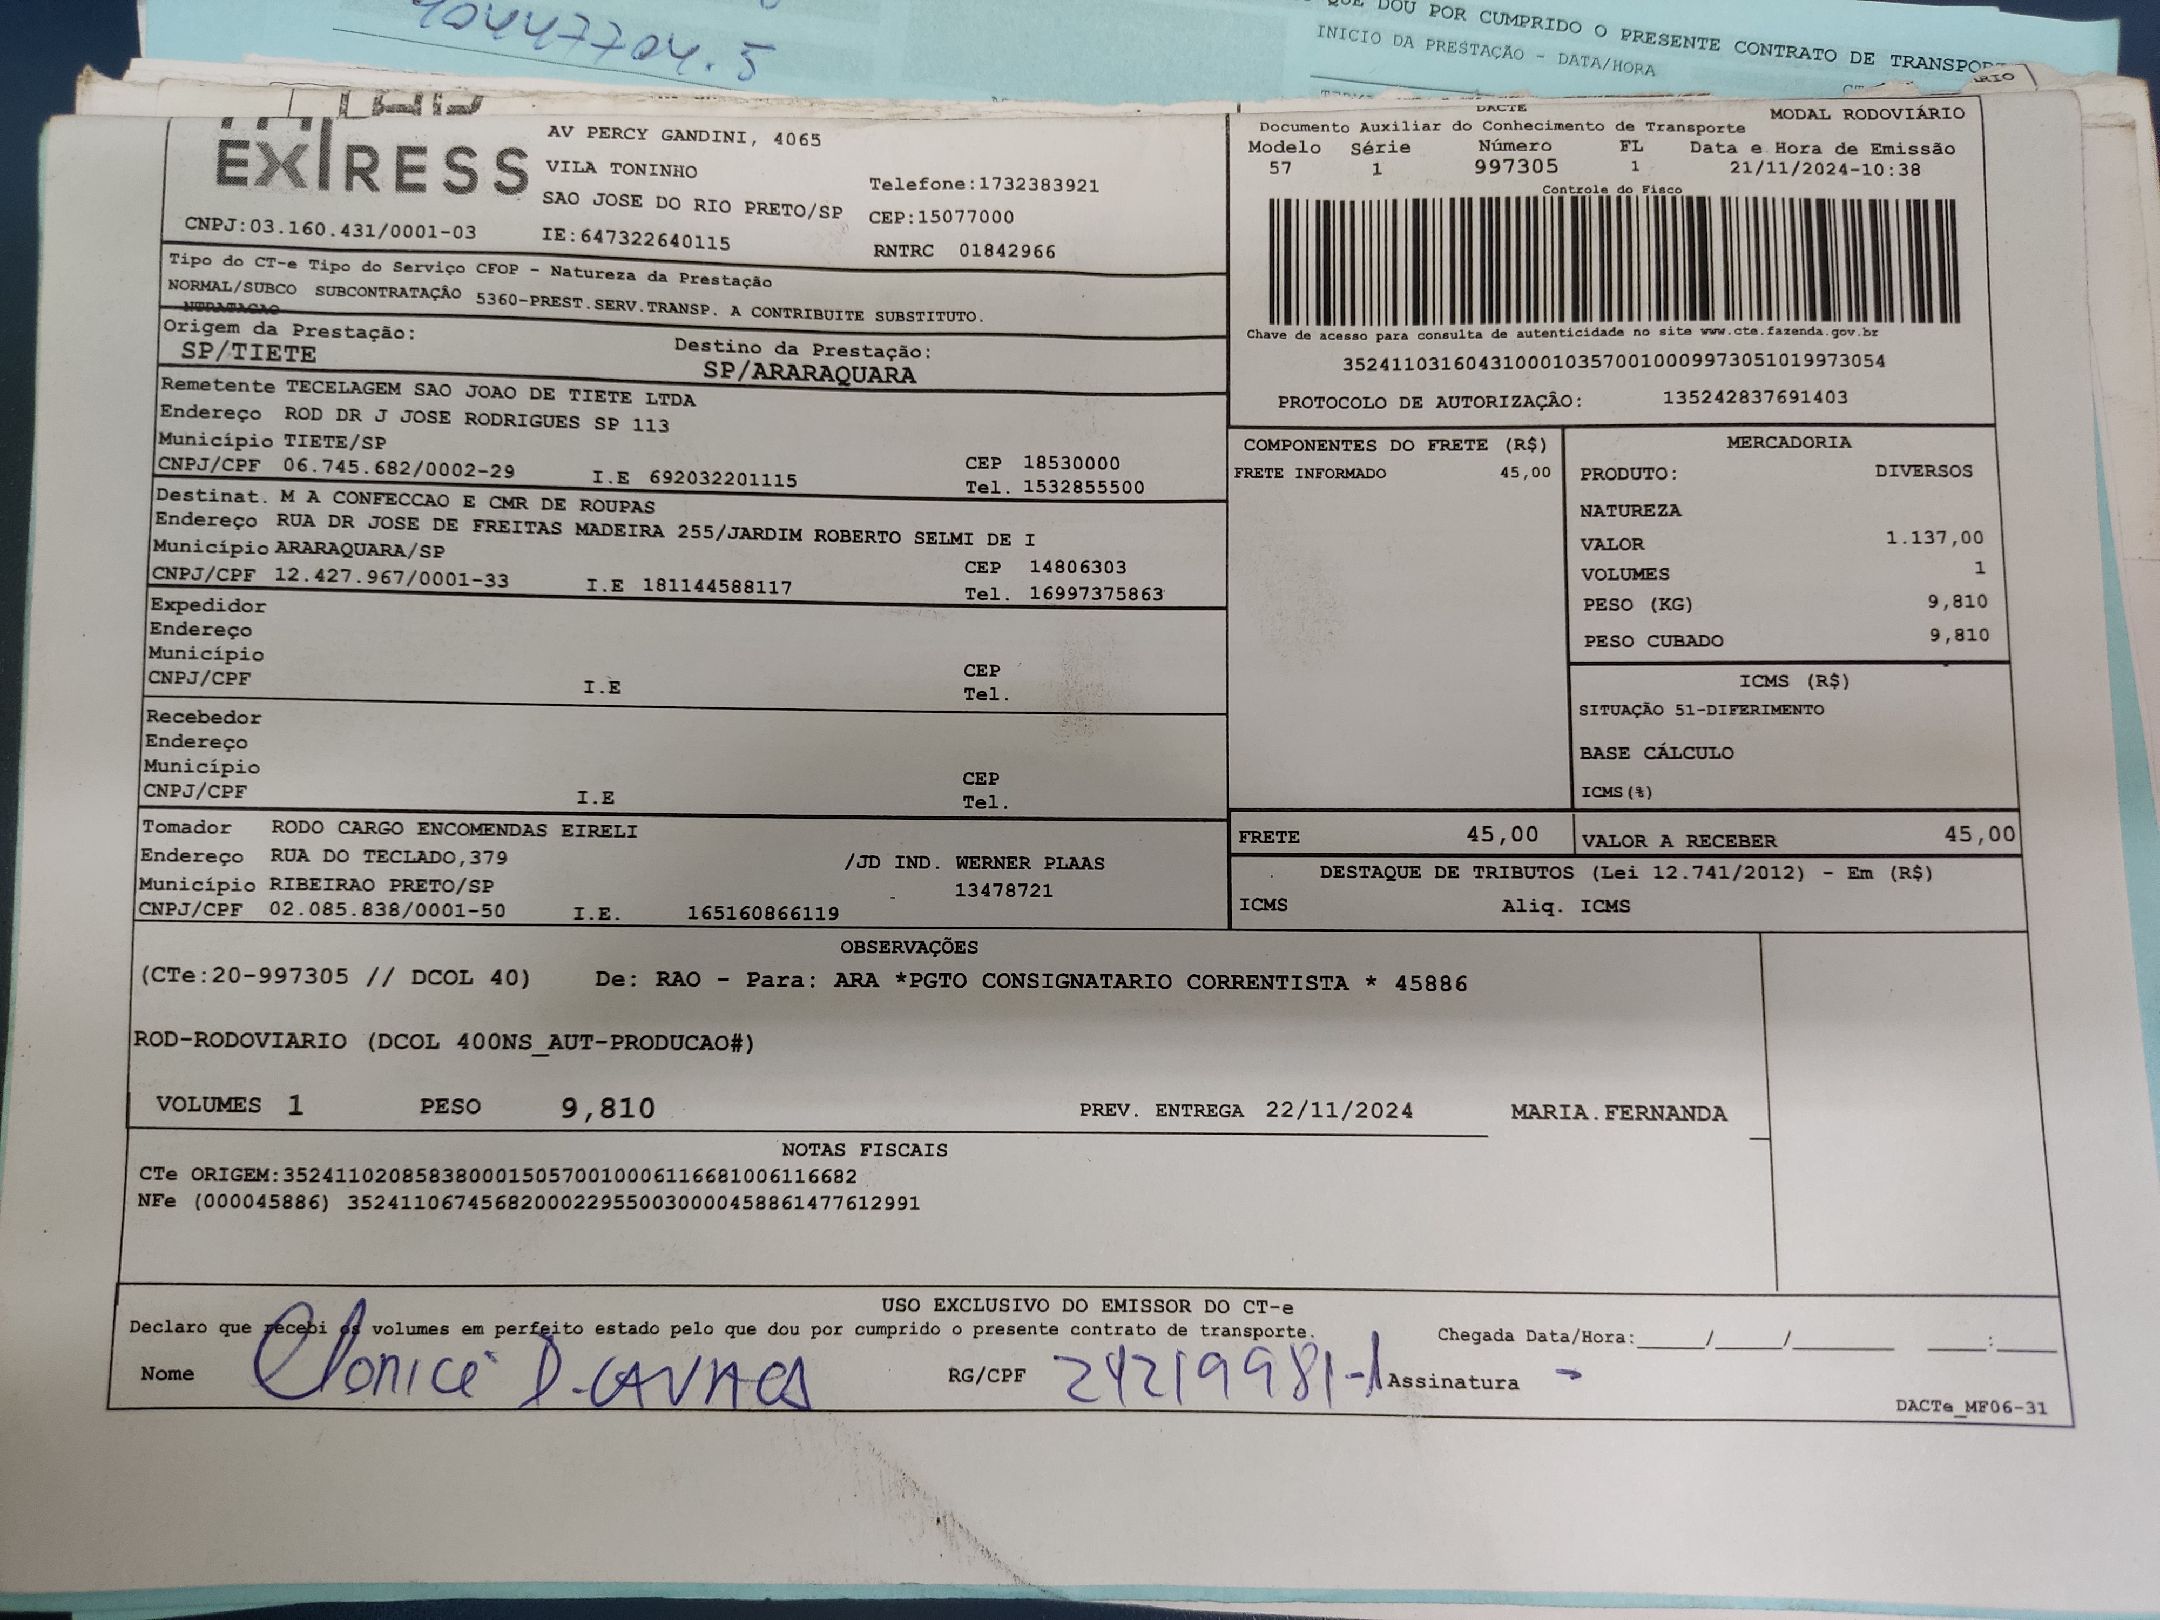 QUE DOU POR CUMPRIDO O PRESENTE CONTRATO DE TRANSPOR
INICIO DA PRESTAÇÃO - DATA/HORA
EXPRESS
AV PERCY GANDINI, 4065
VILA TONINHO
SAO JOSE DO RIO PRETO/SP
Telefone:1732383921
CEP:15077000
CNPJ:03.160.431/0001-03
IE:647322640115
RNTRC 01842966
DACTE
MODAL RODOVIÁRIO
Documento Auxiliar do Conhecimento de Transporte
Modelo Série Número FL Data e Hora de Emissão
57 1 997305 1 21/11/2024-10:38
Controle do Fisco
Chave de acesso para consulta de autenticidade no site www.cte.fazenda.gov.br
35241103160431000103570010009973051019973054
PROTOCOLO DE AUTORIZAÇÃO: 135242837691403
Tipo do CT-e Tipo do Serviço CFOP - Natureza da Prestação
NORMAL/SUBCO SUBCONTRATAÇÃO 5360-PREST.SERV.TRANSP. A CONTRIBUITE SUBSTITUTO.
NTRATACAO
Origem da Prestação: Destino da Prestação:
SP/TIETE SP/ARARAQUARA
Remetente TECELAGEM SAO JOAO DE TIETE LTDA
Endereço ROD DR J JOSE RODRIGUES SP 113
Município TIETE/SP CEP 18530000
CNPJ/CPF 06.745.682/0002-29 I.E 692032201115 Tel. 1532855500
Destinat. M A CONFECCAO E CMR DE ROUPAS
Endereço RUA DR JOSE DE FREITAS MADEIRA 255/JARDIM ROBERTO SELMI DE I
Município ARARAQUARA/SP CEP 14806303
CNPJ/CPF 12.427.967/0001-33 I.E 181144588117 Tel. 16997375863
Expedidor
Endereço
Município CEP
CNPJ/CPF I.E Tel.
Recebedor
Endereço
Município CEP
CNPJ/CPF I.E Tel.
Tomador RODO CARGO ENCOMENDAS EIRELI
Endereço RUA DO TECLADO,379 /JD IND. WERNER PLAAS
Município RIBEIRAO PRETO/SP - 13478721
CNPJ/CPF 02.085.838/0001-50 I.E. 165160866119
COMPONENTES DO FRETE (R$)
FRETE INFORMADO 45,00
MERCADORIA
PRODUTO: DIVERSOS
NATUREZA
VALOR 1.137,00
VOLUMES 1
PESO (KG) 9,810
PESO CUBADO 9,810
ICMS (R$)
SITUAÇÃO 51-DIFERIMENTO
BASE CÁLCULO
ICMS(%)
FRETE 45,00 VALOR A RECEBER 45,00
DESTAQUE DE TRIBUTOS (Lei 12.741/2012) - Em (R$)
ICMS Aliq. ICMS
OBSERVAÇÕES
(CTe:20-997305 // DCOL 40) De: RAO - Para: ARA *PGTO CONSIGNATARIO CORRENTISTA * 45886
ROD-RODOVIARIO (DCOL 400NS_AUT-PRODUCAO#)
VOLUMES 1 PESO 9,810 PREV. ENTREGA 22/11/2024 MARIA.FERNANDA
NOTAS FISCAIS
CTe ORIGEM:35241102085838000150570010006116681006116682
NFe (000045886) 35241106745682000229550030000458861477612991
USO EXCLUSIVO DO EMISSOR DO CT-e
Declaro que recebi os volumes em perfeito estado pelo que dou por cumprido o presente contrato de transporte. Chegada Data/Hora:_____/_____/_______ ____:____
Nome RG/CPF 24219981-1 Assinatura
DACTe_MF06-31